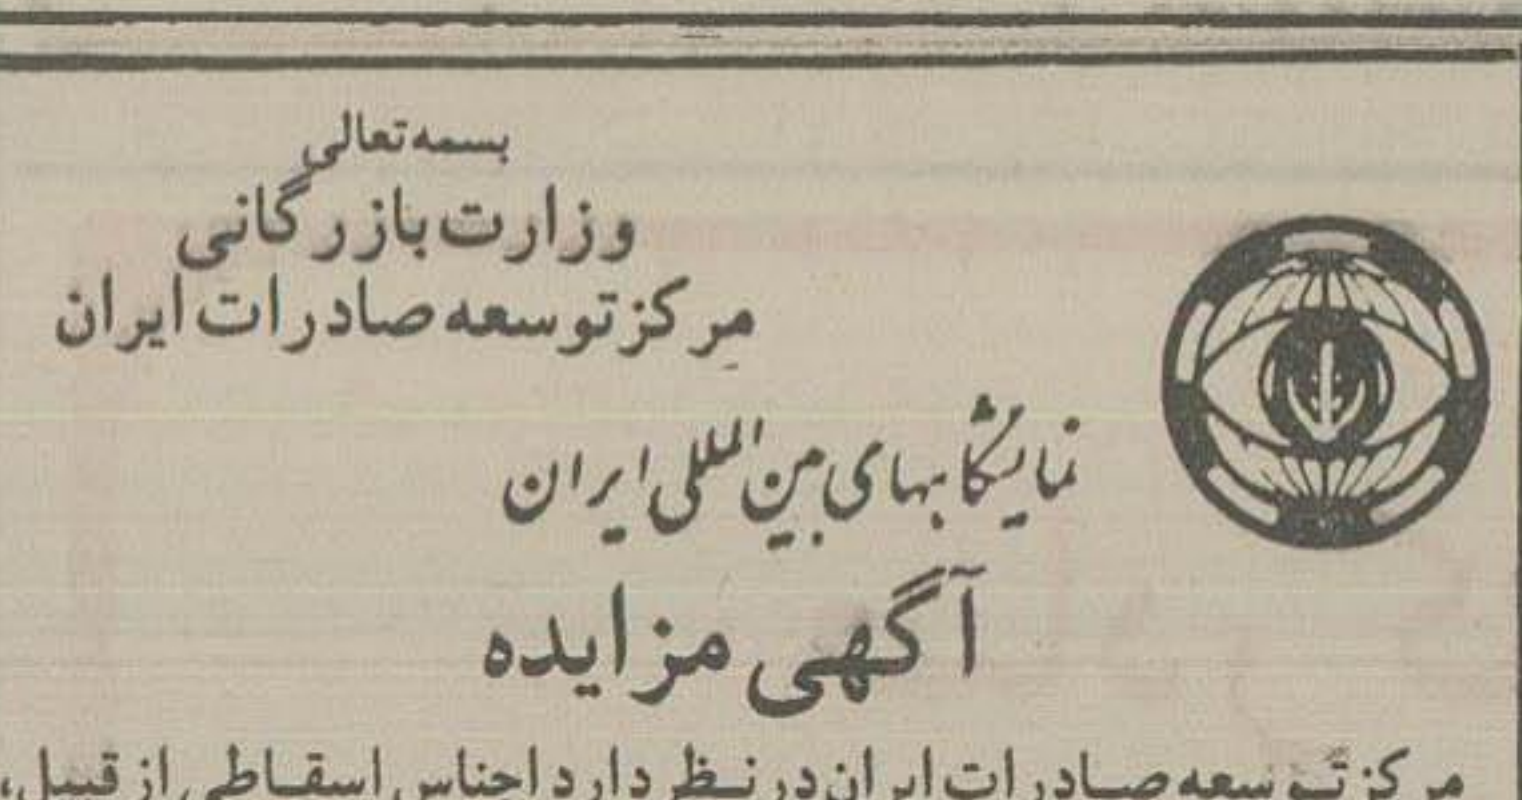 بسمه تعالی
وزارت بازرگانی
مرکز توسعه صادرات ایران
نمایشگاههای بین المللی ایران
آگهی مزایده
مرکز توسعه صادرات ایران در نظر دارد اجناس اسقاطی از قبیل،